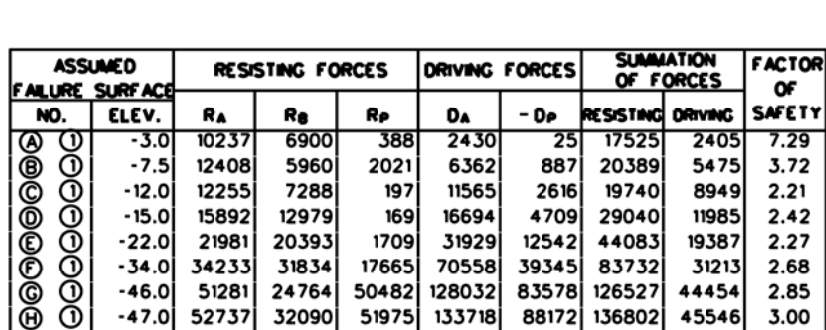 ASSUMED FAILURE SURFACE RESISTING FORCES DRIVING FORCES SUMMATION OF FORCES FACTOR OF SAFETY
NO. ELEV. RA RB RP DA - DP RESISTING DRIVING
Ⓐ ① -3.0 10237 6900 388 2430 25 17525 2405 7.29
Ⓑ ① -7.5 12408 5960 2021 6362 887 20389 5475 3.72
Ⓒ ① -12.0 12255 7288 197 11565 2616 19740 8949 2.21
Ⓓ ① -15.0 15892 12979 169 16694 4709 29040 11985 2.42
Ⓔ ① -22.0 21981 20393 1709 31929 12542 44083 19387 2.27
Ⓕ ① -34.0 34233 31834 17665 70558 39345 83732 31213 2.68
Ⓖ ① -46.0 51281 24764 50482 128032 83578 126527 44454 2.85
Ⓗ ① -47.0 52737 32090 51975 133718 88172 136802 45546 3.00